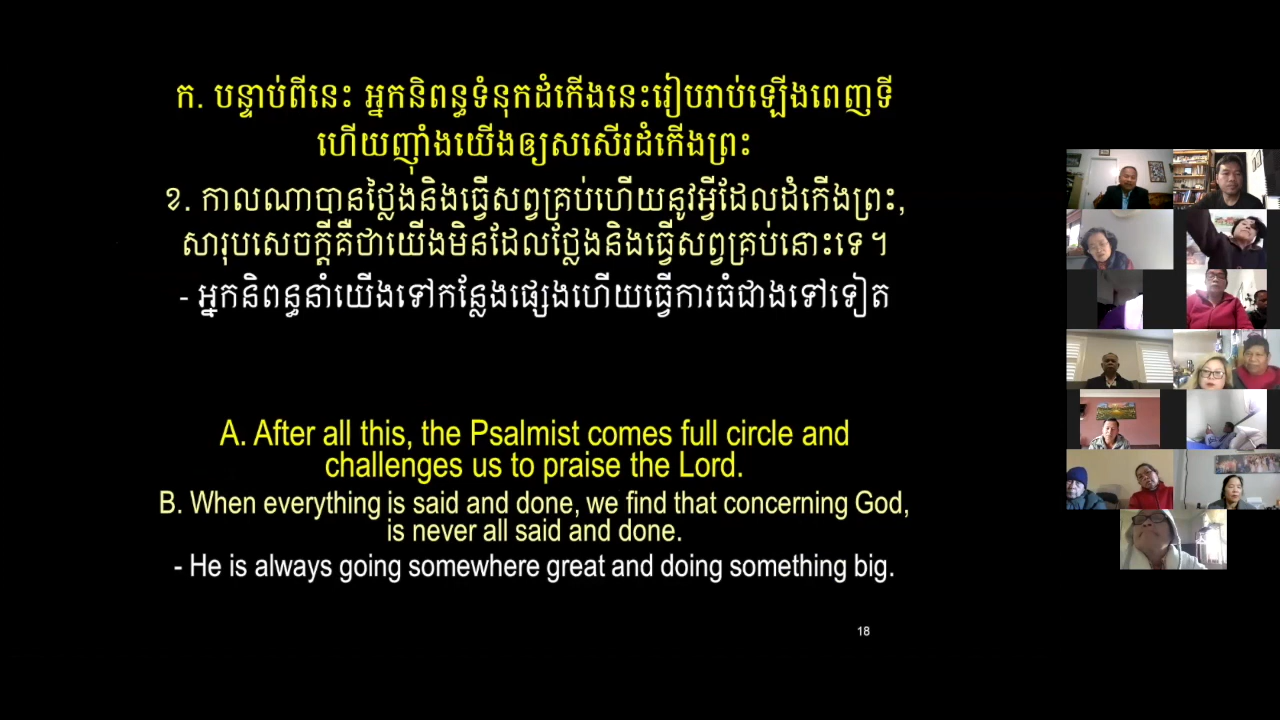 ក. បន្ទាប់ពីនេះ អ្នកនិពន្ធទំនុកដំកើងនេះរៀបរាប់ឡើងពេញទី
ហើយញ៉ាំងយើងឲ្យសសើរដំកើងព្រះ
ខ. កាលណាបានថ្លែងនិងធ្វើសព្វគ្រប់ហើយនូវអ្វីដែលដំកើងព្រះ,
សារុបសេចក្តីគឺថាយើងមិនដែលថ្លែងនិងធ្វើសព្វគ្រប់នោះទេ។
- អ្នកនិពន្ធនាំយើងទៅកន្លែងផ្សេងហើយធ្វើការធំជាងទៅទៀត
A. After all this, the Psalmist comes full circle and
challenges us to praise the Lord.
B. When everything is said and done, we find that concerning God,
is never all said and done.
- He is always going somewhere great and doing something big.
18